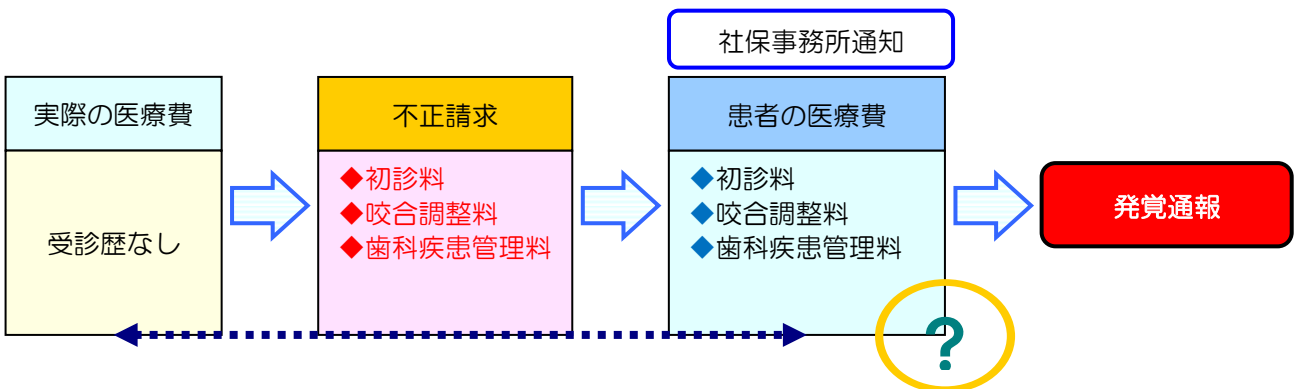 社保事務所通知
実際の医療費
受診歴なし
不正請求
◆初診料
◆咬合調整料
◆歯科疾患管理料
患者の医療費
◆初診料
◆咬合調整料
◆歯科疾患管理料
?
発覚通報